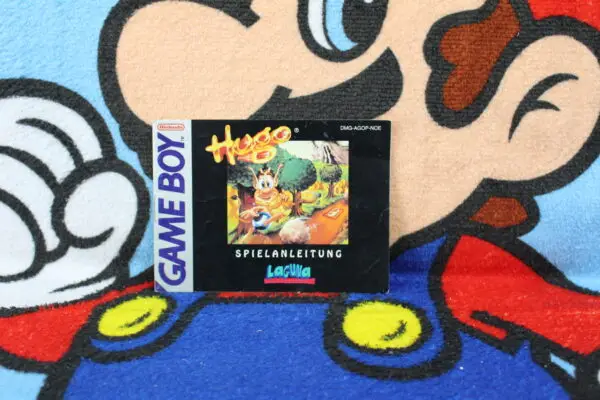 Nintendo
GAME BOY
Hugo®
DMG-AGOP-NOE
SPIELANLEITUNG
LAGUNA